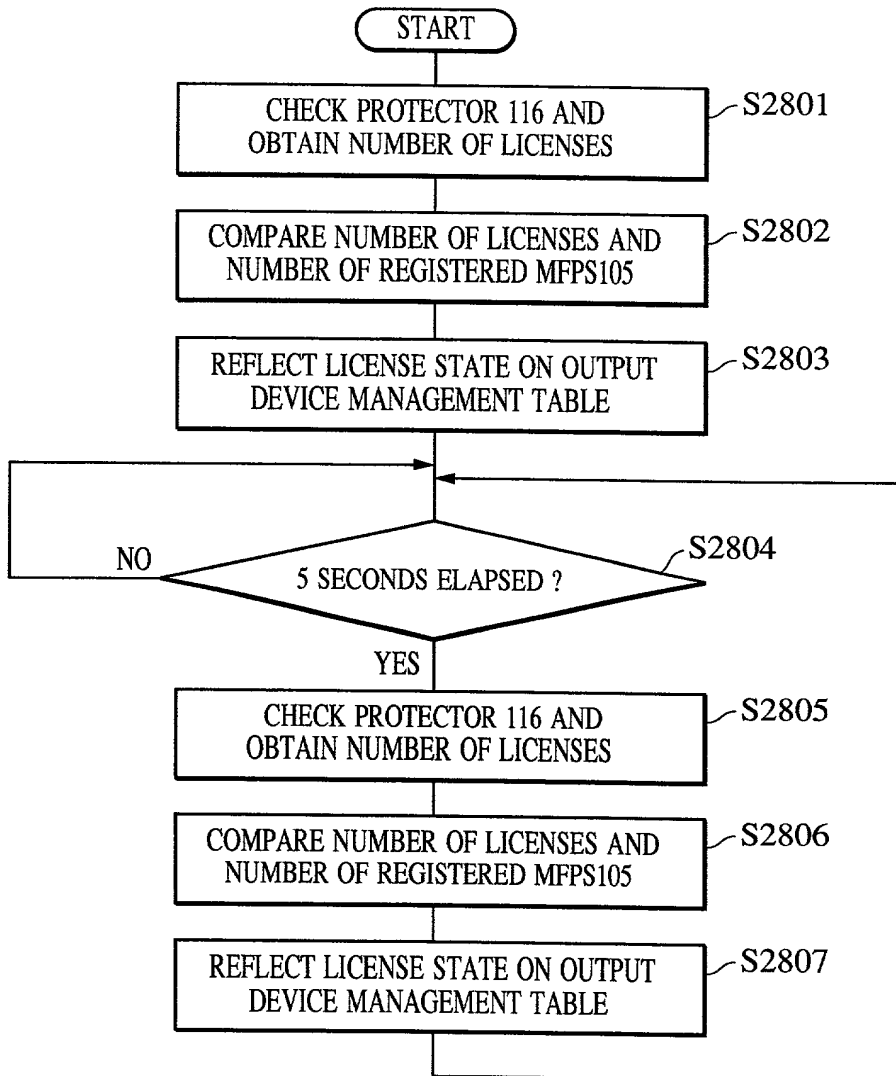 START
CHECK PROTECTOR 116 AND
OBTAIN NUMBER OF LICENSES
S2801
COMPARE NUMBER OF LICENSES AND
NUMBER OF REGISTERED MFPS105
S2802
REFLECT LICENSE STATE ON OUTPUT
DEVICE MANAGEMENT TABLE
S2803
5 SECONDS ELAPSED ?
S2804
NO
YES
CHECK PROTECTOR 116 AND
OBTAIN NUMBER OF LICENSES
S2805
COMPARE NUMBER OF LICENSES AND
NUMBER OF REGISTERED MFPS105
S2806
REFLECT LICENSE STATE ON OUTPUT
DEVICE MANAGEMENT TABLE
S2807